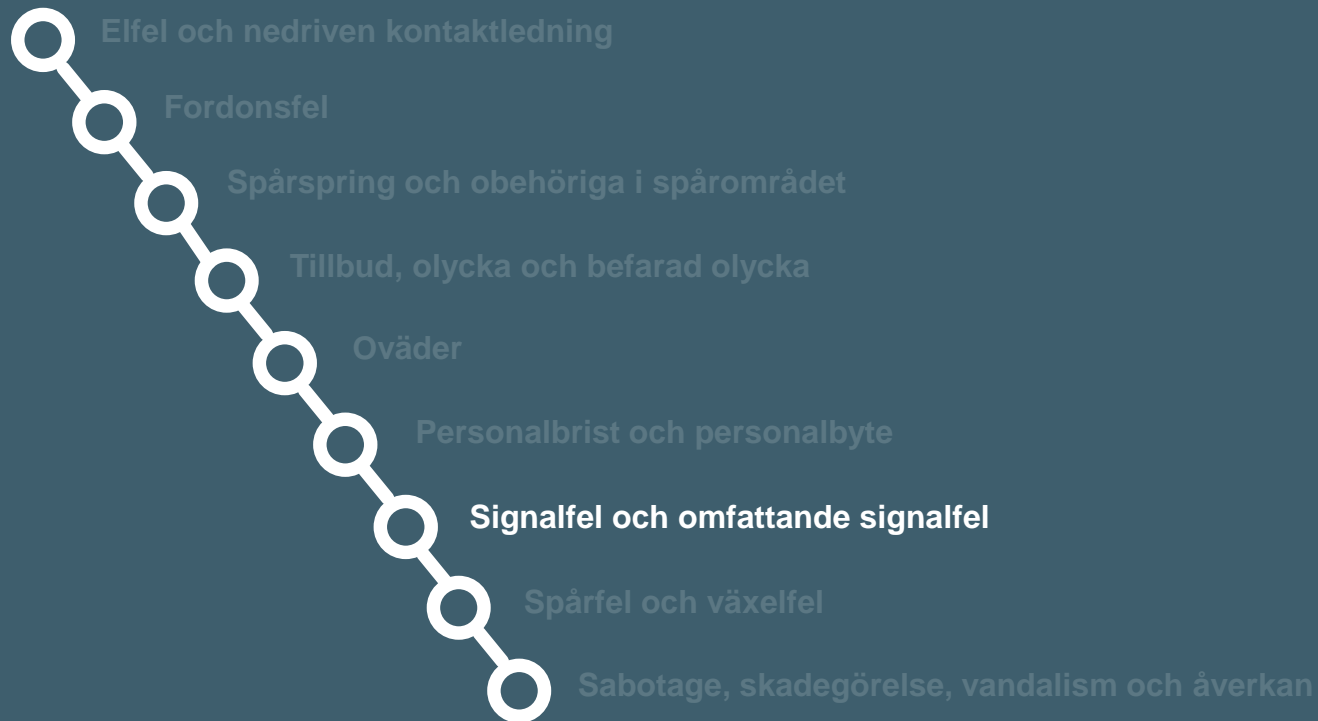 Elfel och nedriven kontaktledning
Fordonsfel
Spårspring och obehöriga i spårområdet
Tillbud, olycka och befarad olycka
Oväder
Personalbrist och personalbyte
Signalfel och omfattande signalfel
Spårfel och växelfel
Sabotage, skadegörelse, vandalism och åverkan